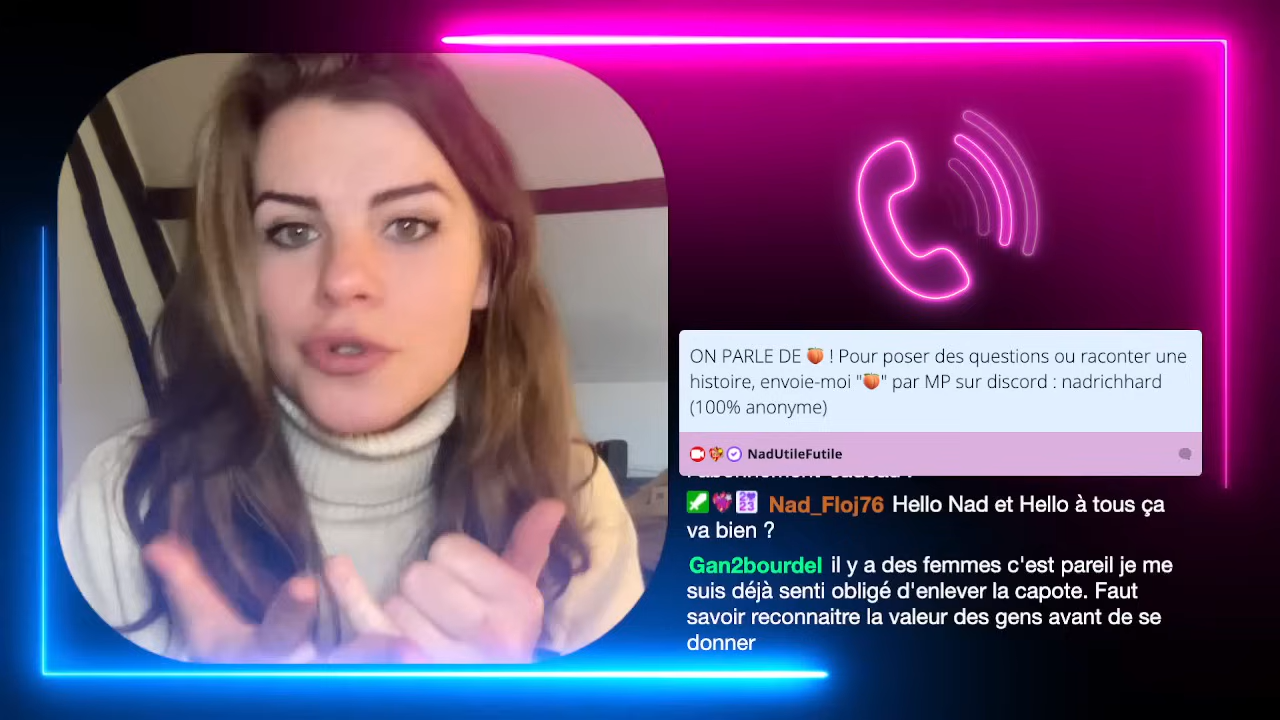 ON PARLE DE 🍑 ! Pour poser des questions ou raconter une
histoire, envoie-moi "🍑" par MP sur discord : nadrichhard
(100% anonyme)
NadUtileFutile
Nad_Floj76 Hello Nad et Hello à tous ça
va bien ?
Gan2bourdel il y a des femmes c'est pareil je me
suis déjà senti obligé d'enlever la capote. Faut
savoir reconnaitre la valeur des gens avant de se
donner